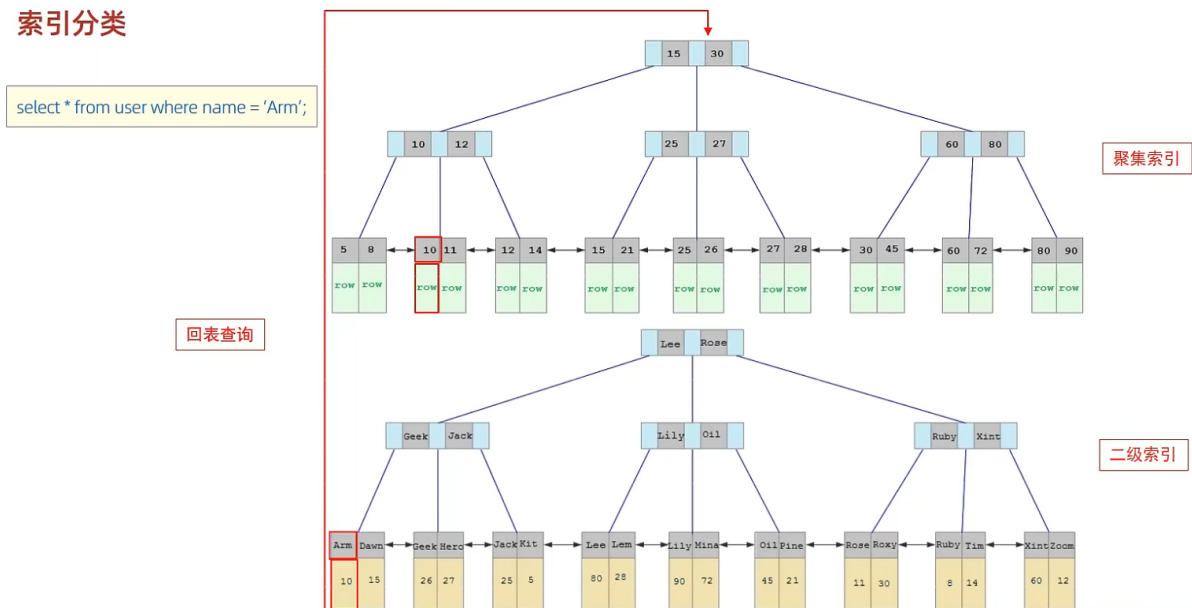 索引分类
select * from user where name = ‘Arm’;
15 30
10 12 25 27 60 80
聚集索引
5 8 10 11 12 14 15 21 25 26 27 28 30 45 60 72 80 90
row row row row row row row row row row row row row row row row row row
回表查询
Lee Rose
Geek Jack Lily Oil Ruby Xint
二级索引
Arm Dawn Geek Hero Jack Kit Lee Lem Lily Mina Oil Pine Rose Roxy Ruby Tim Xint Zoom
10 15 26 27 25 5 80 28 90 72 45 21 11 30 8 14 60 12